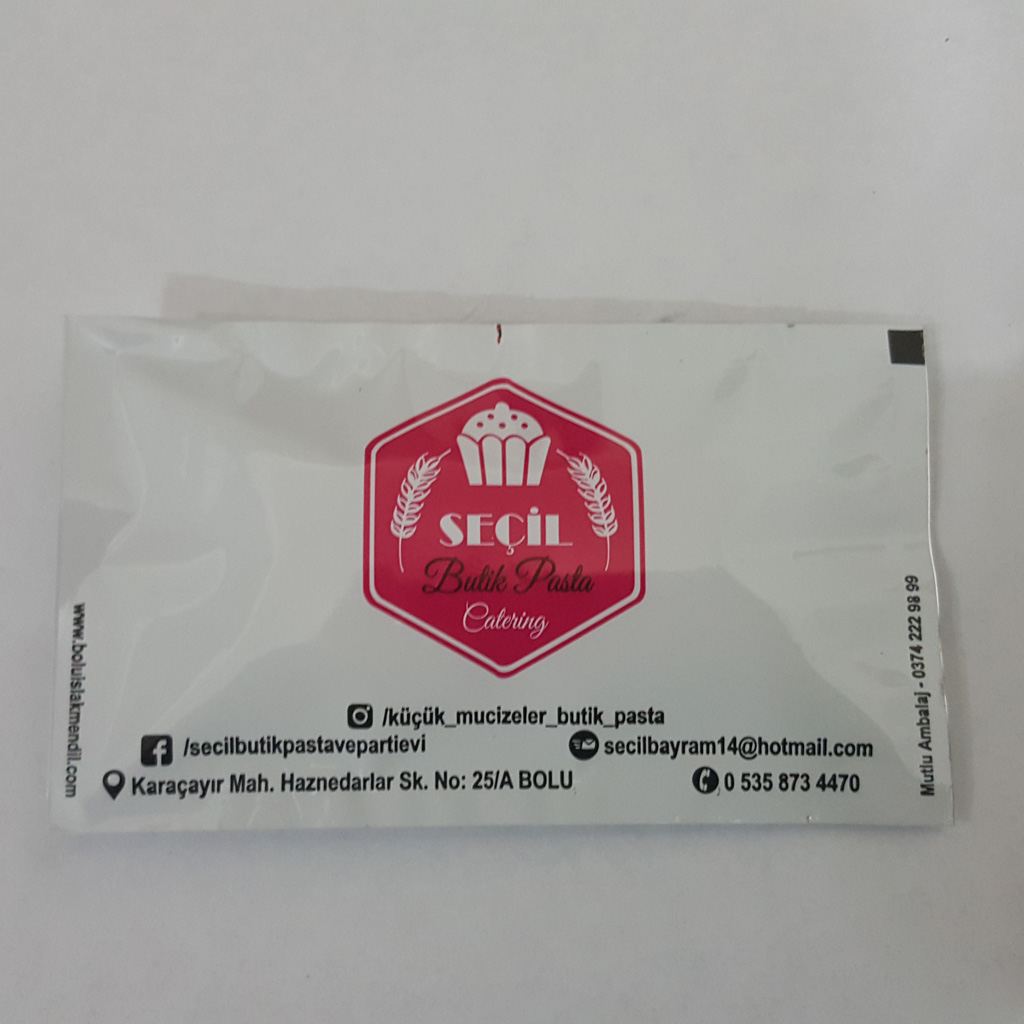 SEÇİL
Butik Pasta
Catering
/küçük_mucizeler_butik_pasta
/secilbutikpastavepartievi
secilbayram14@hotmail.com
Karaçayır Mah. Haznedarlar Sk. No: 25/A BOLU
0 535 873 4470
www.boluislakmendil.com
Mutlu Ambalaj - 0374 222 98 99